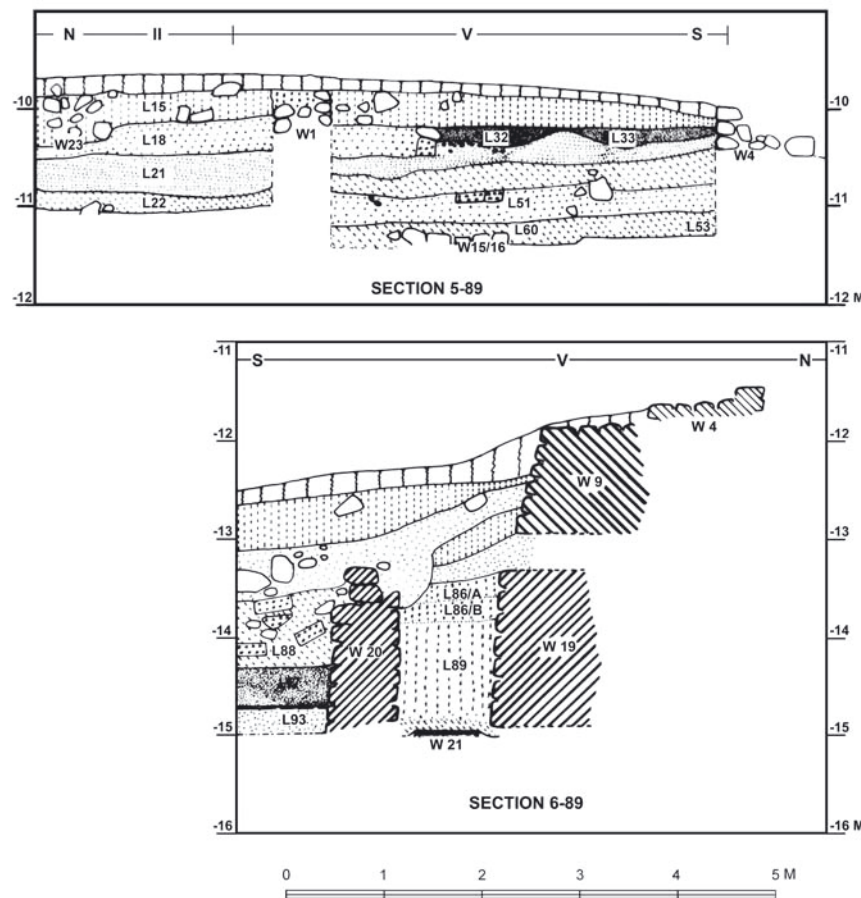 N II V S
-10 -10
L15 L32 L33
W23 W1 W4
L18
L21
-11 L22 L51 -11
L60 L53
W15/16
SECTION 5-89
-12 -12 M
-11 -11
S V N
W 4
-12 -12
W 9
-13 -13
L86/A
L86/B
-14 -14
L88 W 20 L89 W 19
L93
-15 -15
W 21
SECTION 6-89
-16 -16 M
0 1 2 3 4 5 M